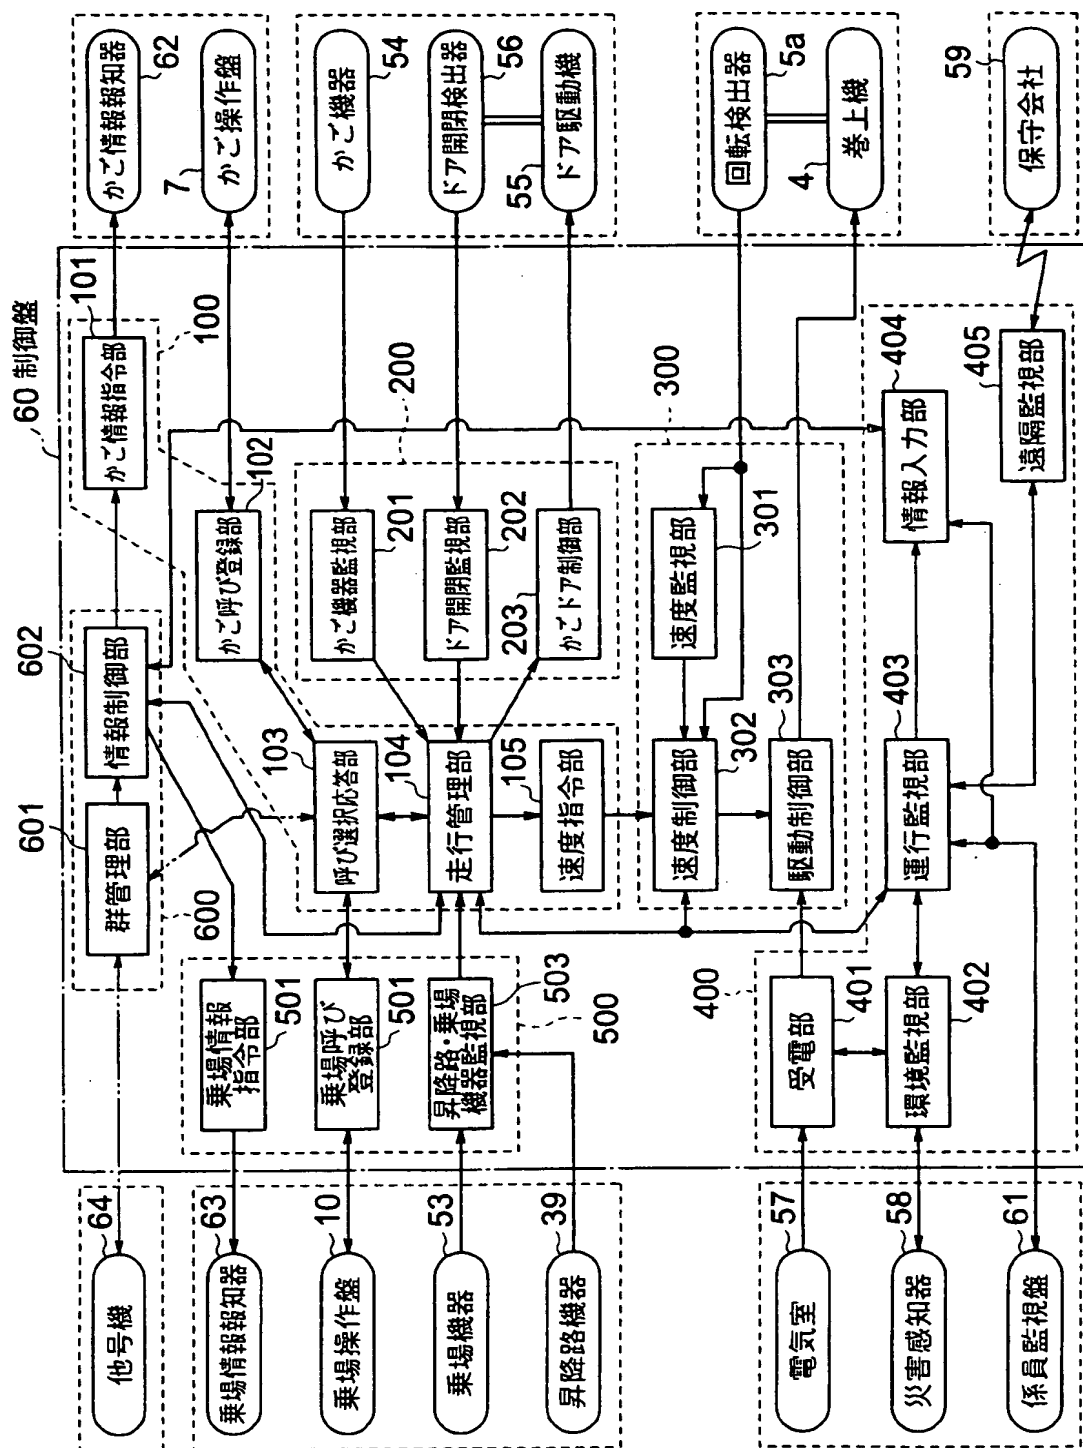 60 制御盤
他号機
64
601
群管理部
602
情報制御部
かご情報指令部
101
かご情報報知器
62
600
100
乗場情報報知器
63
乗場情報
指令部
501
かご呼び登録部
102
7
かご操作盤
乗場操作盤
10
乗場呼び
登録部
501
呼び選択応答部
103
かご機器監視部
201
200
かご機器
54
乗場機器
53
昇降路・乗場
機器監視部
503
走行管理部
104
ドア開閉監視部
202
ドア開閉検出器
56
昇降路機器
39
500
速度指令部
105
203
かごドア制御部
55
ドア駆動機
300
速度制御部
302
速度監視部
301
回転検出器
5a
400
駆動制御部
303
4
巻上機
電気室
57
受電部
401
災害感知器
58
環境監視部
402
運行監視部
403
情報入力部
404
係員監視盤
61
遠隔監視部
405
保守会社
59